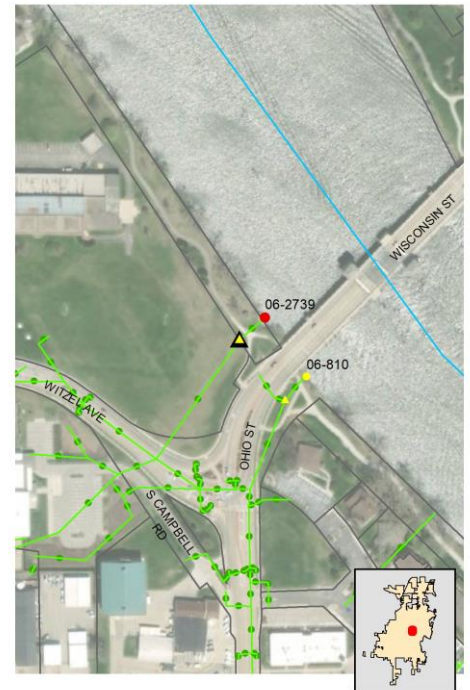 WISCONSIN ST
06-2739
06-810
WITZEL AVE
OHIO ST
S CAMPBELL
RD